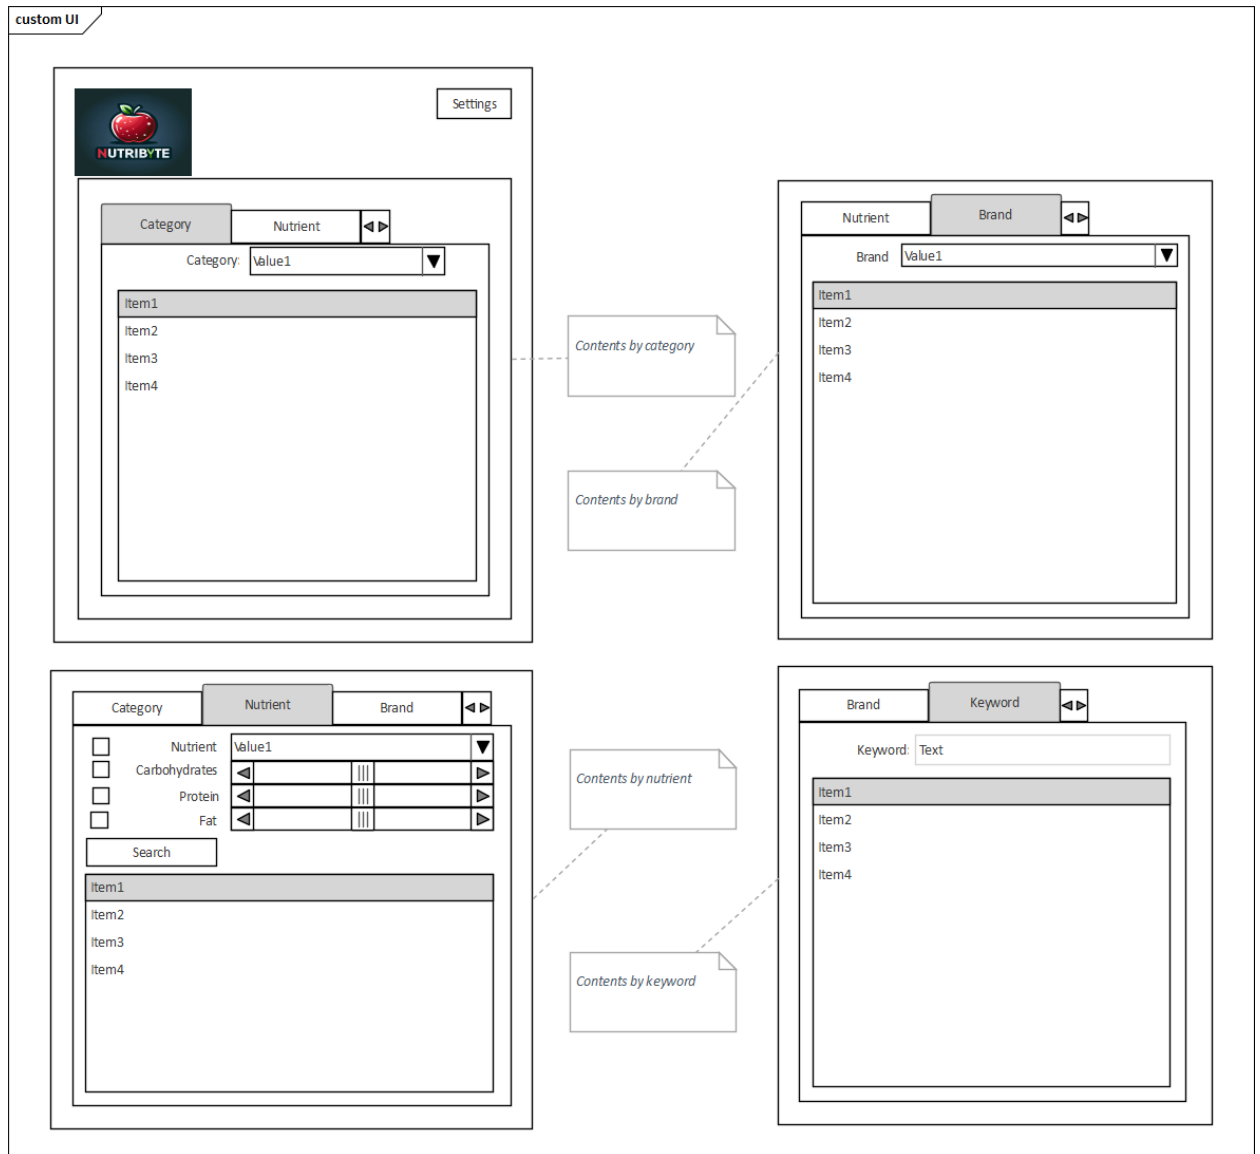 custom UI
NUTRIBYTE
Settings
Category
Nutrient
Category:
Value1
Item1
Item2
Item3
Item4
Contents by category
Nutrient
Brand
Brand
Value1
Item1
Item2
Item3
Item4
Contents by brand
Category
Nutrient
Brand
Nutrient
Value1
Carbohydrates
Protein
Fat
Search
Item1
Item2
Item3
Item4
Contents by nutrient
Brand
Keyword
Keyword:
Text
Item1
Item2
Item3
Item4
Contents by keyword